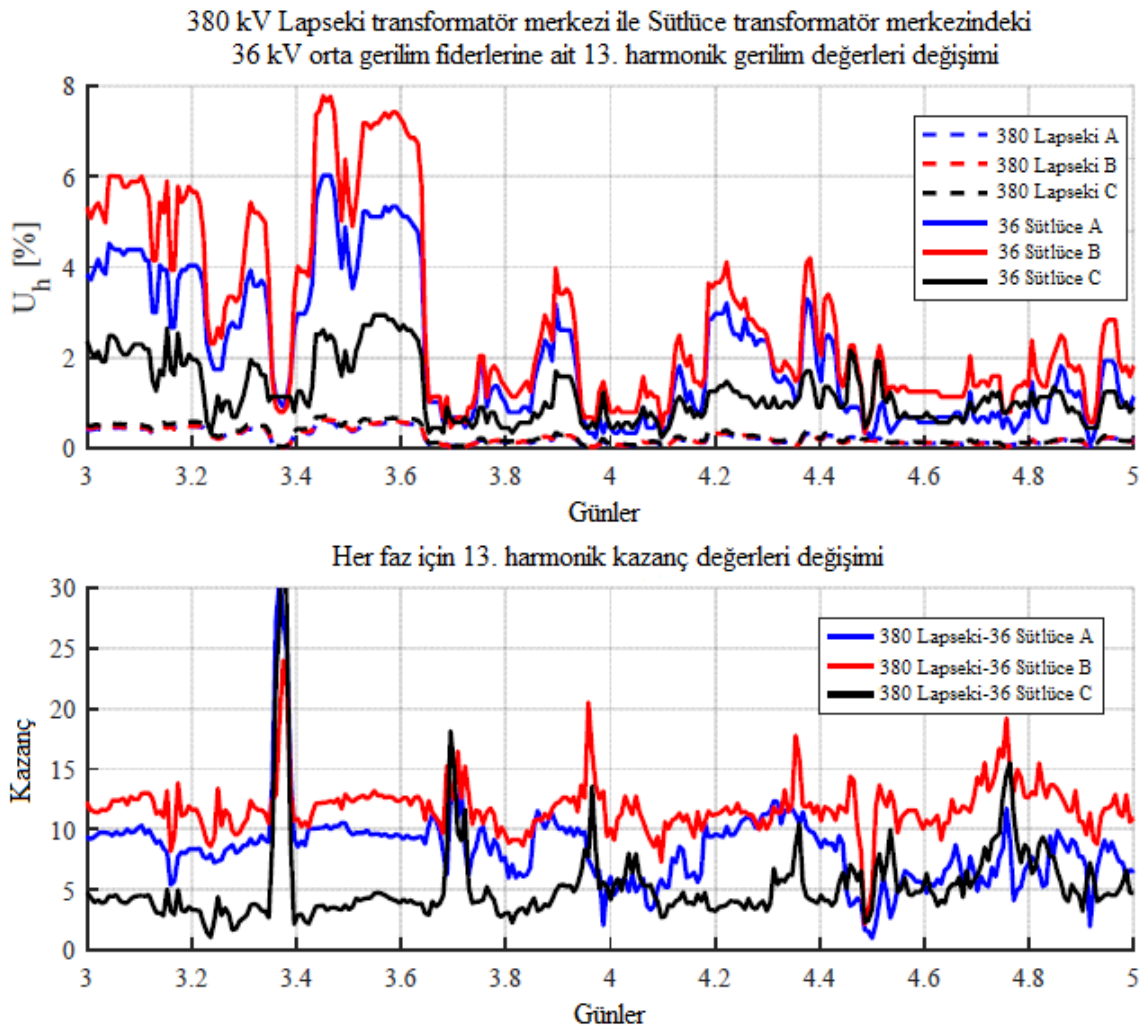 380 kV Lapseki transformatör merkezi ile Sütlüce transformatör merkezindeki
36 kV orta gerilim fiderlerine ait 13. harmonik gerilim değerleri değişimi
8
6
4
2
0
U_h [%]
380 Lapseki A
380 Lapseki B
380 Lapseki C
36 Sütlüce A
36 Sütlüce B
36 Sütlüce C
3 3.2 3.4 3.6 3.8 4 4.2 4.4 4.6 4.8 5
Günler
Her faz için 13. harmonik kazanç değerleri değişimi
30
25
20
15
10
5
0
Kazanç
380 Lapseki-36 Sütlüce A
380 Lapseki-36 Sütlüce B
380 Lapseki-36 Sütlüce C
3 3.2 3.4 3.6 3.8 4 4.2 4.4 4.6 4.8 5
Günler